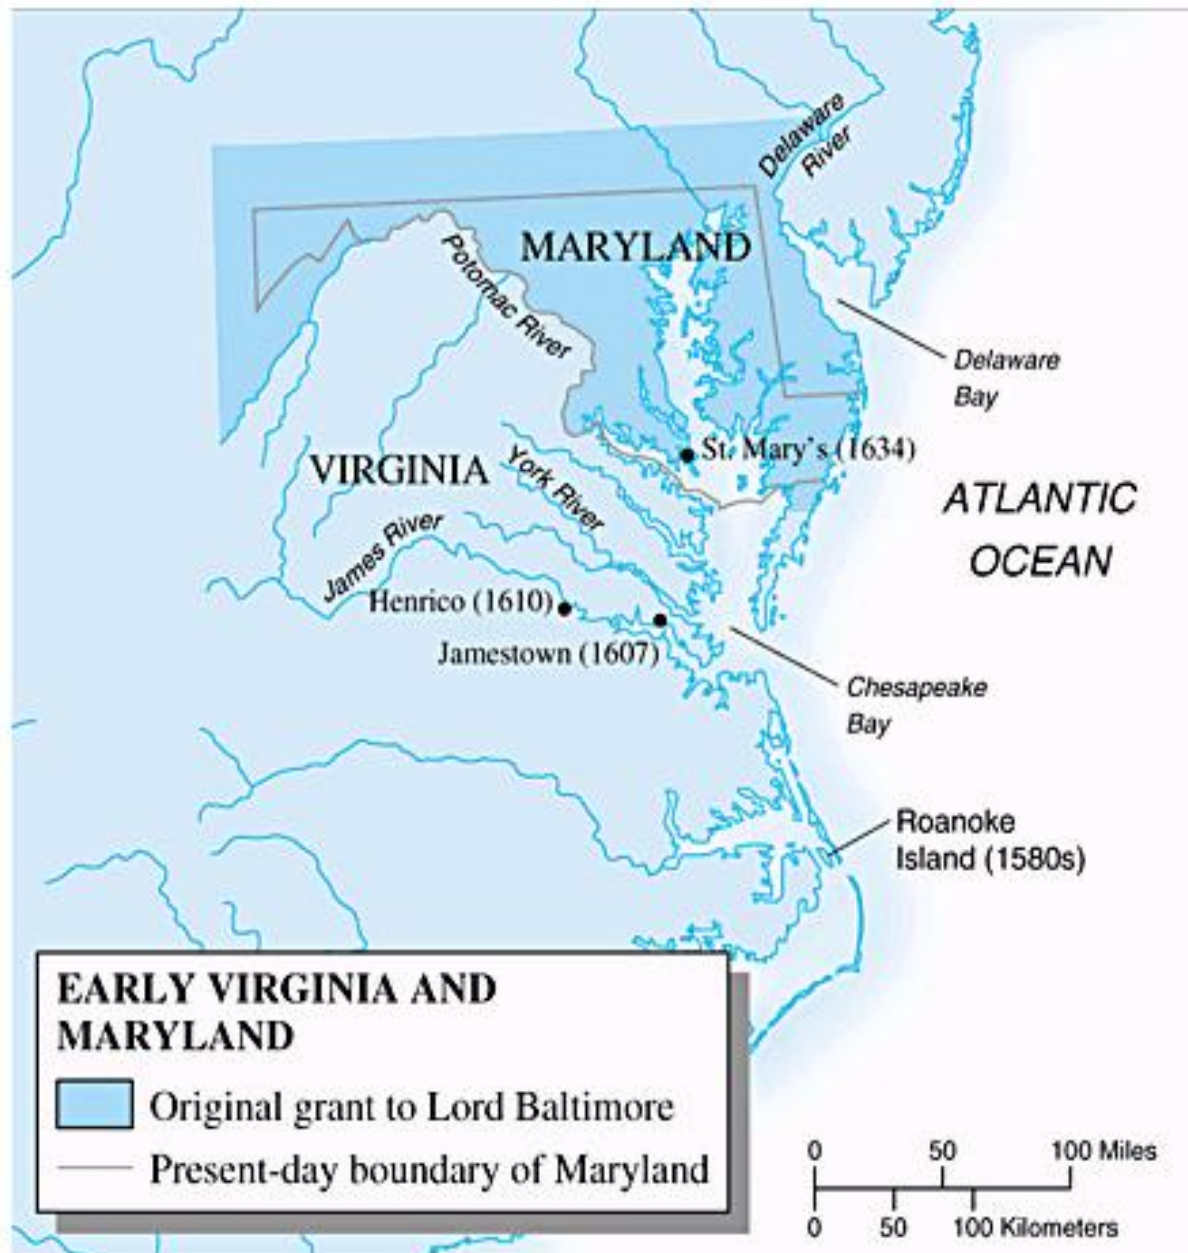 Delaware
River
MARYLAND
Potomac River
Delaware
Bay
St. Mary's (1634)
VIRGINIA
York River
ATLANTIC
OCEAN
James River
Henrico (1610)
Jamestown (1607)
Chesapeake
Bay
Roanoke
Island (1580s)
EARLY VIRGINIA AND
MARYLAND
Original grant to Lord Baltimore
Present-day boundary of Maryland
0 50 100 Miles
0 50 100 Kilometers